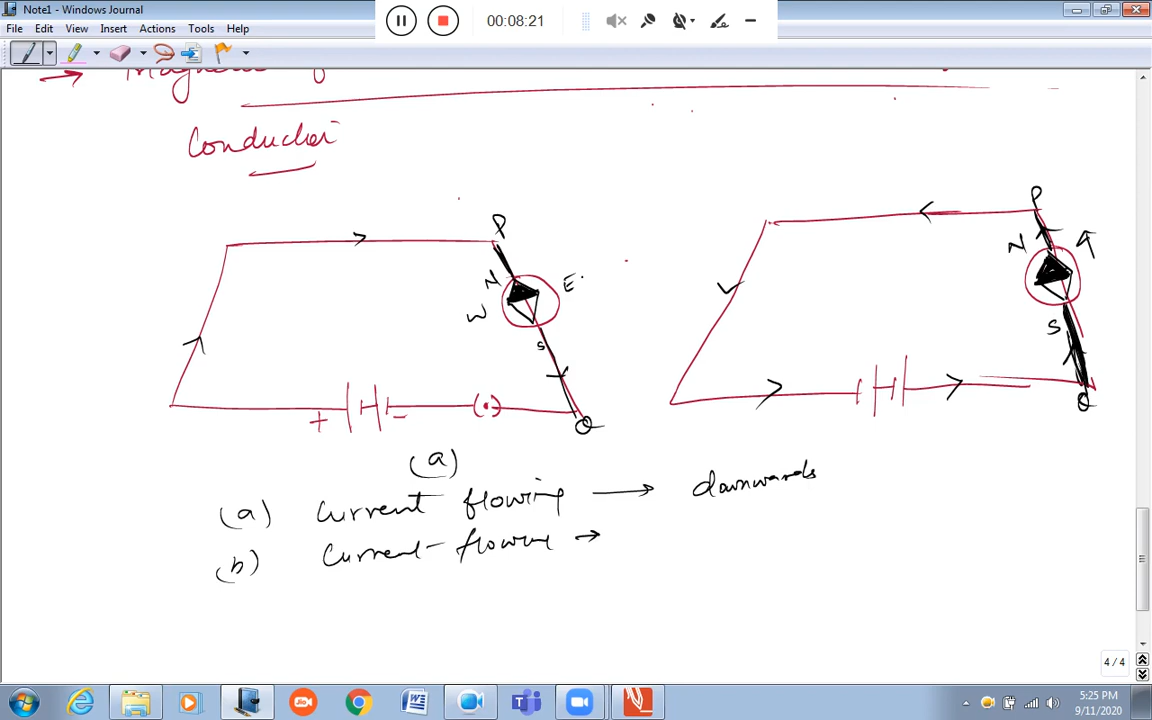 Note1 - Windows Journal
00:08:21
File Edit View Insert Actions Tools Help
Conductor
P
N
E
W
S
+
-
Q
P
N
S
Q
(a)
(a) Current flowing → downwards
(b) Current flowing →
4 / 4
5:25 PM
9/11/2020